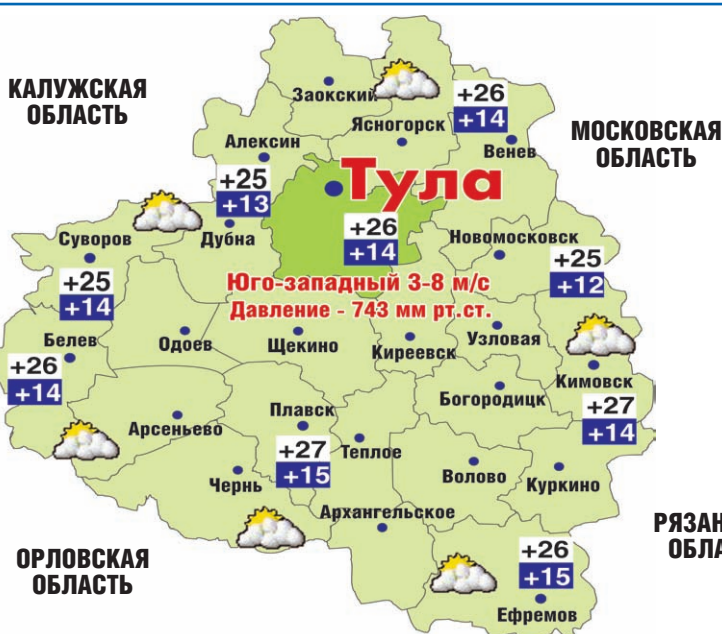 КАЛУЖСКАЯ
ОБЛАСТЬ
Заокский
+26
+14
Ясногорск
МОСКОВСКАЯ
ОБЛАСТЬ
Алексин
Венев
+25
+13
Тула
Суворов
Дубна
+26
+14
Новомосковск
+25
+14
+25
+12
Юго-западный 3-8 м/с
Давление - 743 мм рт.ст.
Белев
Одоев
Щекино
Киреевск
Узловая
+26
+14
Кимовск
Богородицк
+27
+14
Арсеньево
Плавск
+27
+15
Теплое
Чернь
Волово
Куркино
Архангельское
ОРЛОВСКАЯ
ОБЛАСТЬ
+26
+15
Ефремов